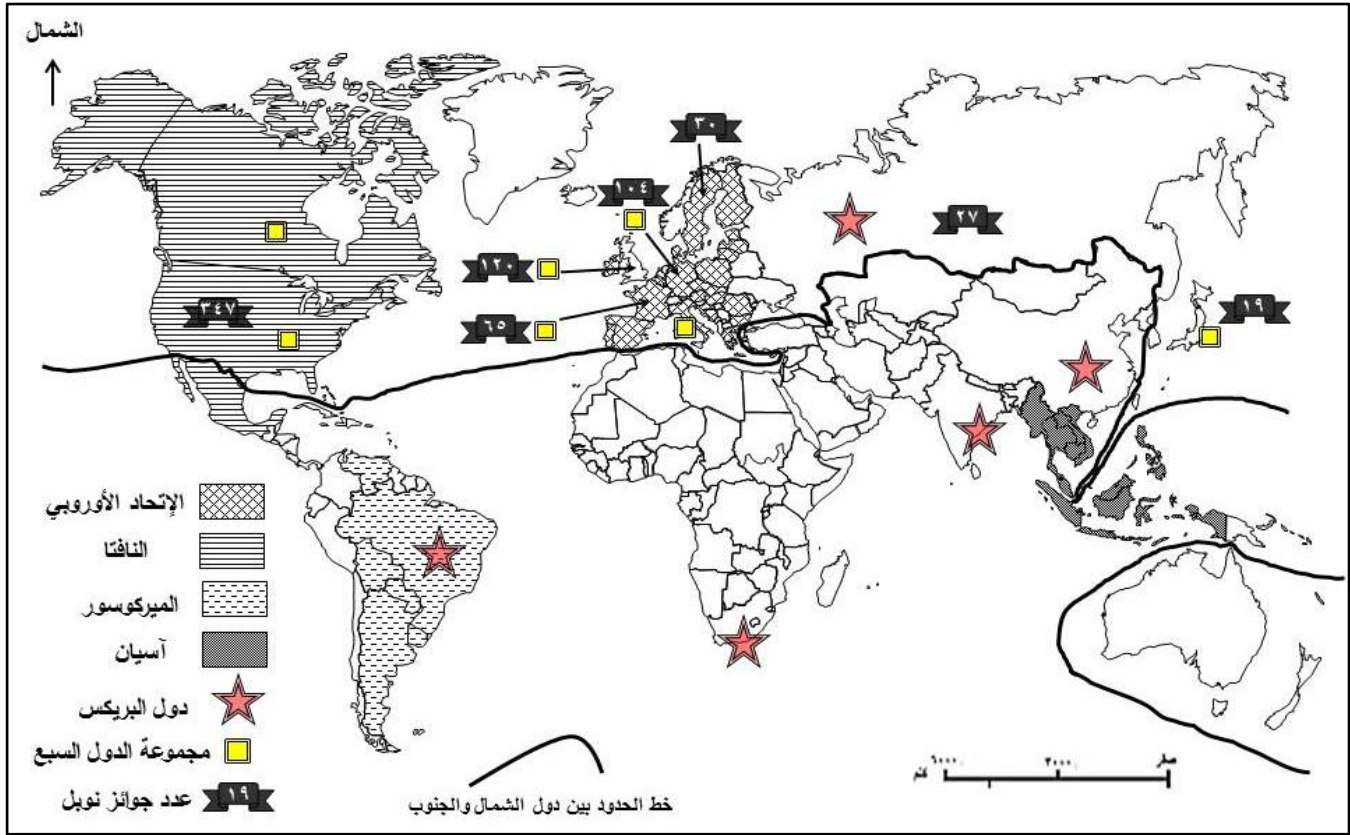 الشمال
٣٠
١٠٤
٢٧
١٢٠
٦٥
٣٤٧
١٩
الإتحاد الأوروبي
النافتا
الميركوسور
آسيان
دول البريكس
مجموعة الدول السبع
١٩ عدد جوائز نوبل
خط الحدود بين دول الشمال والجنوب
صفر ٣٠٠٠ ٦٠٠٠ كلم